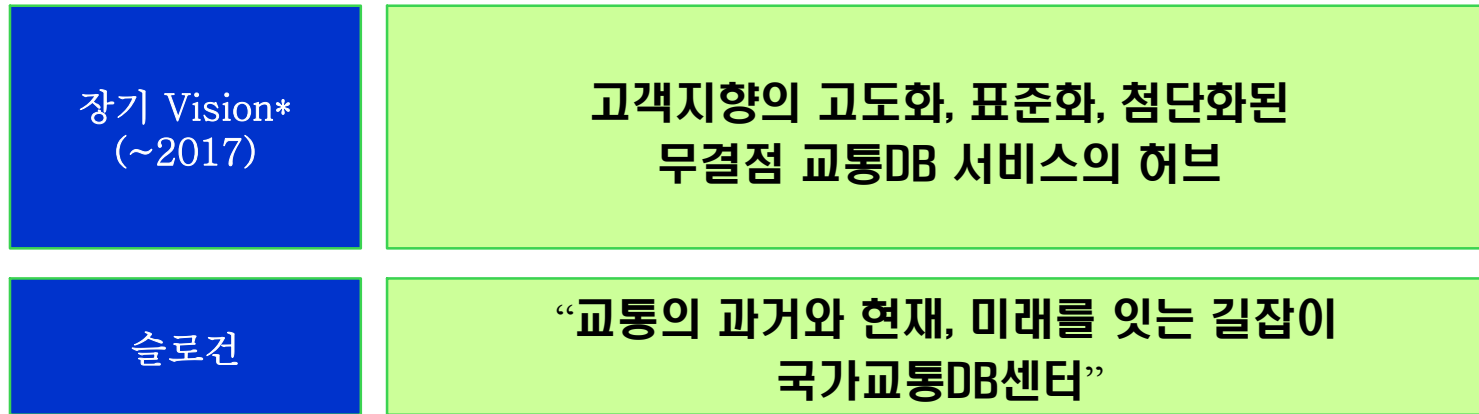 장기 Vision*
(~2017)
고객지향의 고도화, 표준화, 첨단화된
무결점 교통DB 서비스의 허브
슬로건
“교통의 과거와 현재, 미래를 잇는 길잡이
국가교통DB센터”